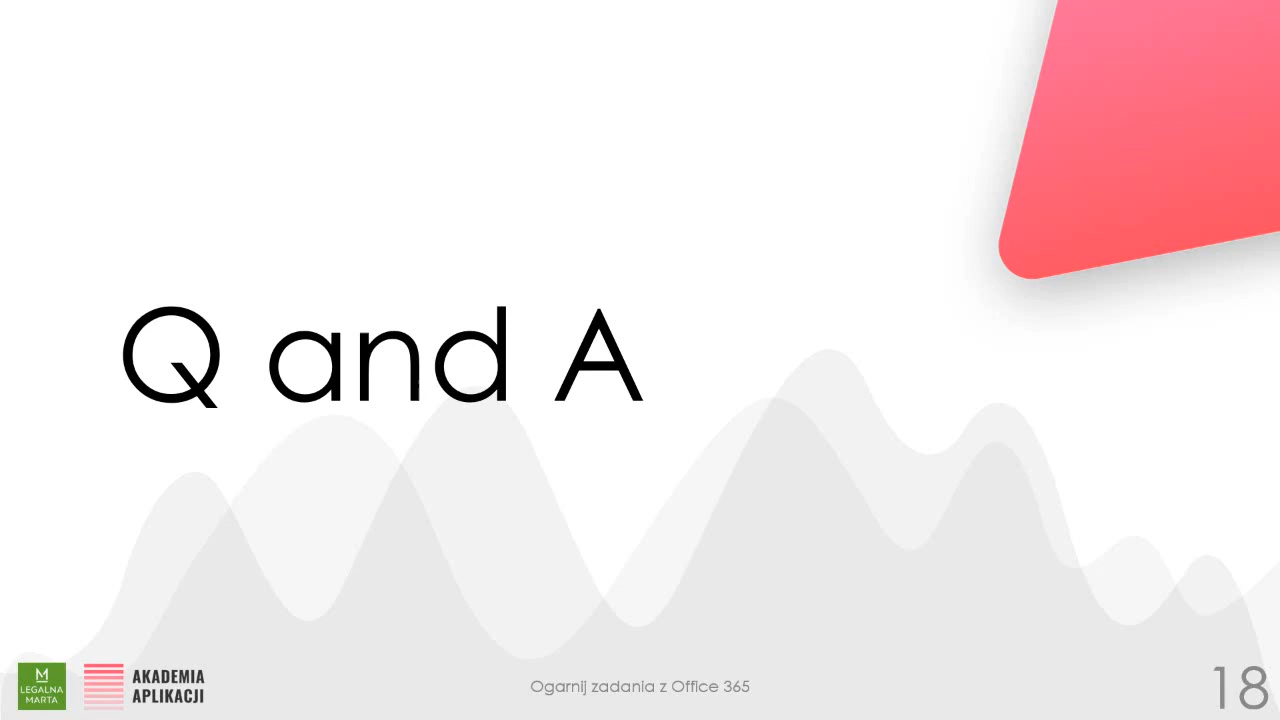 Q and A
M
LEGALNA
MARTA
AKADEMIA
APLIKACJI
Ogarnij zadania z Office 365
18